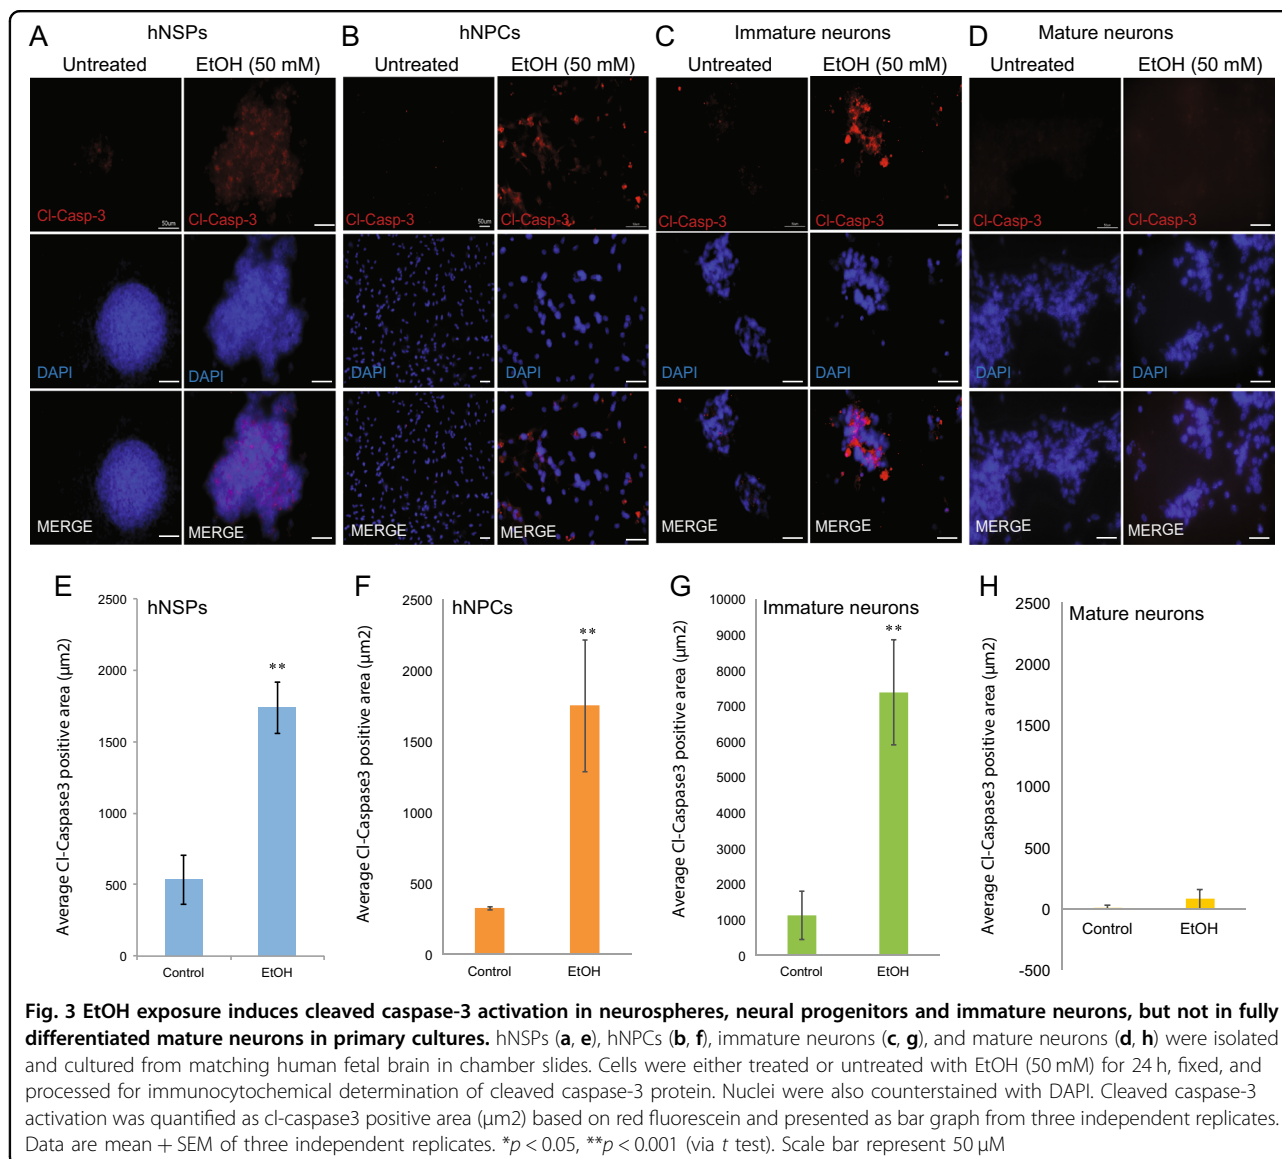 A
hNSPs
Untreated
EtOH (50 mM)
Cl-Casp-3
50um
Cl-Casp-3
DAPI
DAPI
MERGE
MERGE
B
hNPCs
Untreated
EtOH (50 mM)
Cl-Casp-3
50um
Cl-Casp-3
DAPI
DAPI
MERGE
MERGE
C
Immature neurons
Untreated
EtOH (50 mM)
Cl-Casp-3
Cl-Casp-3
DAPI
DAPI
MERGE
MERGE
D
Mature neurons
Untreated
EtOH (50 mM)
Cl-Casp-3
Cl-Casp-3
DAPI
DAPI
MERGE
MERGE
E
hNSPs
Average Cl-Caspase3 positive area (µm2)
2500
2000
1500
1000
500
0
**
Control
EtOH
F
hNPCs
Average Cl-Caspase3 positive area (µm2)
2500
2000
1500
1000
500
0
**
Control
EtOH
G
Immature neurons
Average Cl-Caspase3 positive area (µm2)
10000
9000
8000
7000
6000
5000
4000
3000
2000
1000
0
**
Control
EtOH
H
Mature neurons
Average Cl-Caspase3 positive area (µm2)
2500
2000
1500
1000
500
0
-500
Control
EtOH
Fig. 3 EtOH exposure induces cleaved caspase-3 activation in neurospheres, neural progenitors and immature neurons, but not in fully
differentiated mature neurons in primary cultures. hNSPs (a, e), hNPCs (b, f), immature neurons (c, g), and mature neurons (d, h) were isolated
and cultured from matching human fetal brain in chamber slides. Cells were either treated or untreated with EtOH (50 mM) for 24 h, fixed, and
processed for immunocytochemical determination of cleaved caspase-3 protein. Nuclei were also counterstained with DAPI. Cleaved caspase-3
activation was quantified as cl-caspase3 positive area (µm2) based on red fluorescein and presented as bar graph from three independent replicates.
Data are mean + SEM of three independent replicates. *p < 0.05, **p < 0.001 (via t test). Scale bar represent 50 µM